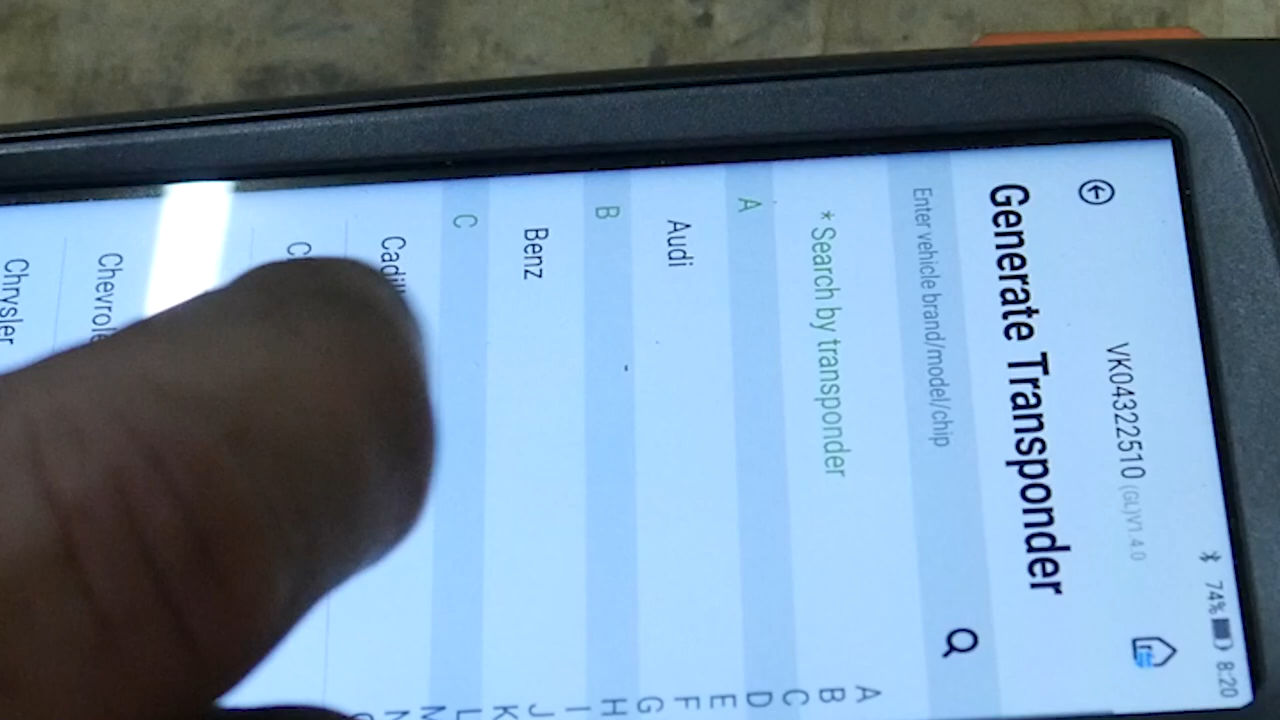 74% 8:20
VK04322510 (GL)V1.4.0
Generate Transponder
Enter vehicle brand/model/chip
* Search by transponder
A
Audi
B
Benz
C
Chrysler
A
B
C
D
E
F
G
H
I
J
K
L
M
N